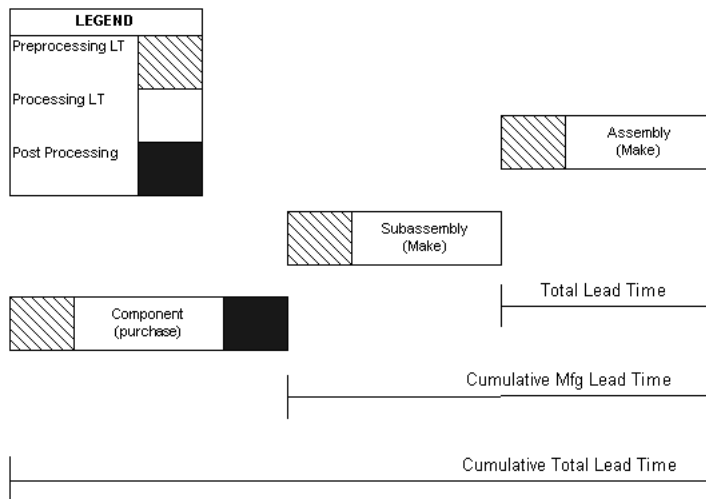 LEGEND
Preprocessing LT
Processing LT
Post Processing
Assembly
(Make)
Subassembly
(Make)
Total Lead Time
Component
(purchase)
Cumulative Mfg Lead Time
Cumulative Total Lead Time